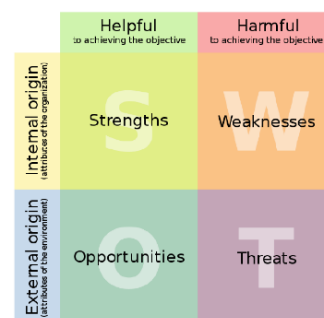 Helpful
to achieving the objective
Harmful
to achieving the objective
Internal origin
(attributes of the organization)
S
Strengths
W
Weaknesses
External origin
(attributes of the environment)
O
Opportunities
T
Threats